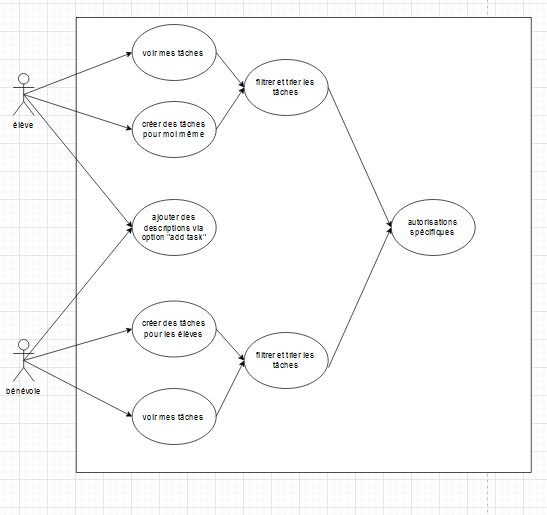 voir mes tâches
filtrer et trier les
tâches
élève
créer des tâches
pour moi même
ajouter des
descriptions via
option "add task"
autorisations
spécifiques
créer des tâches
pour les élèves
filtrer et trier les
tâches
bénévole
voir mes tâches